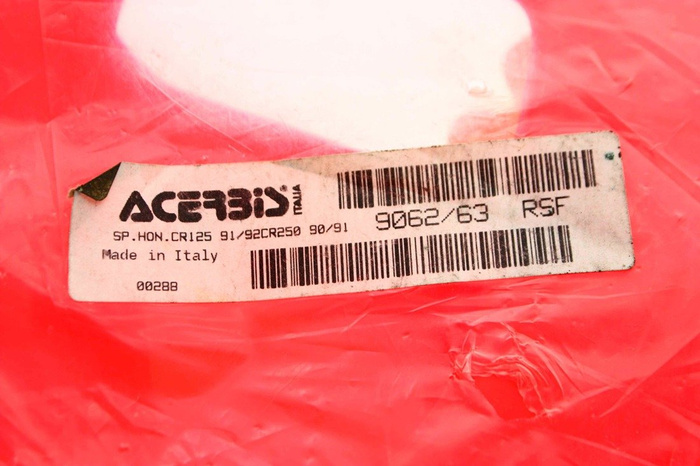 ACERBIS ITALIA
SP.HON.CR125 91/92CR250 90/91
9062/63 RSF
Made in Italy
00288